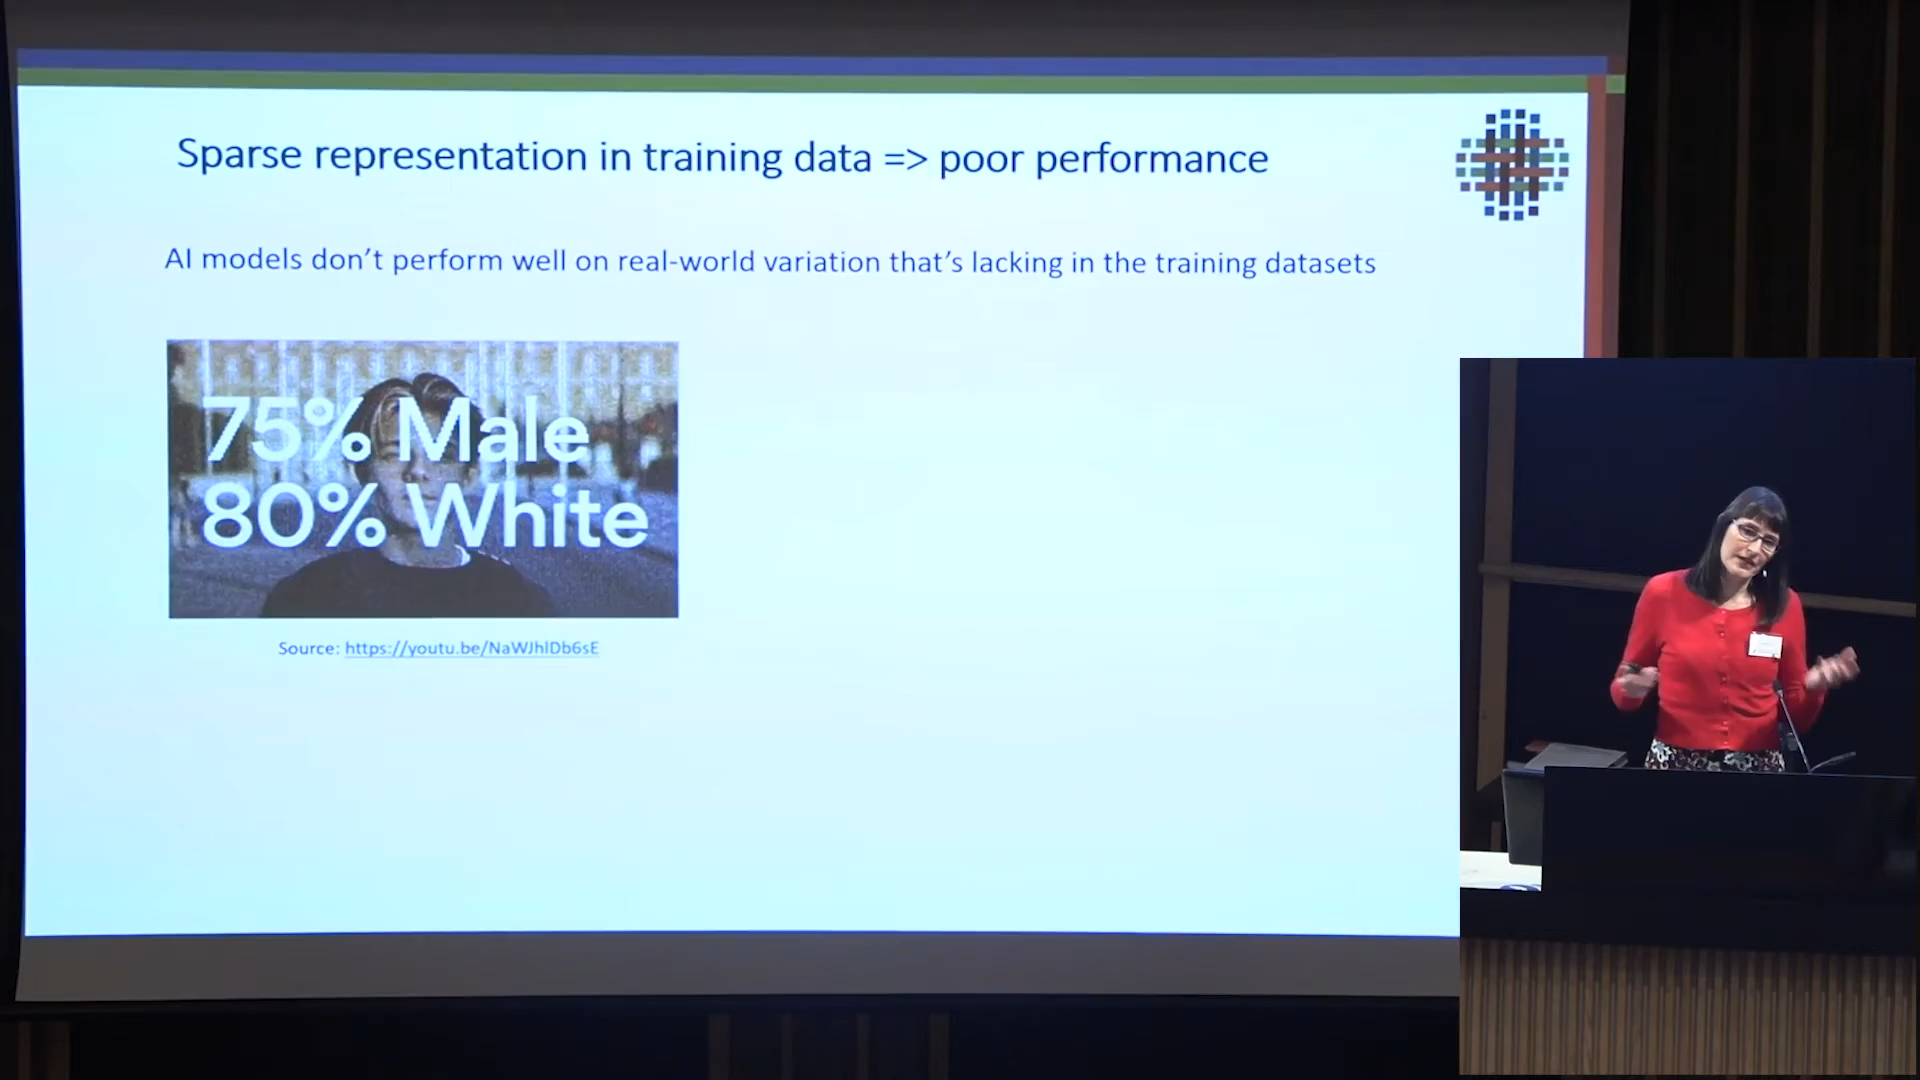 Sparse representation in training data => poor performance
AI models don’t perform well on real-world variation that’s lacking in the training datasets
75% Male
80% White
Source: https://youtu.be/NaWJhlDb6sE